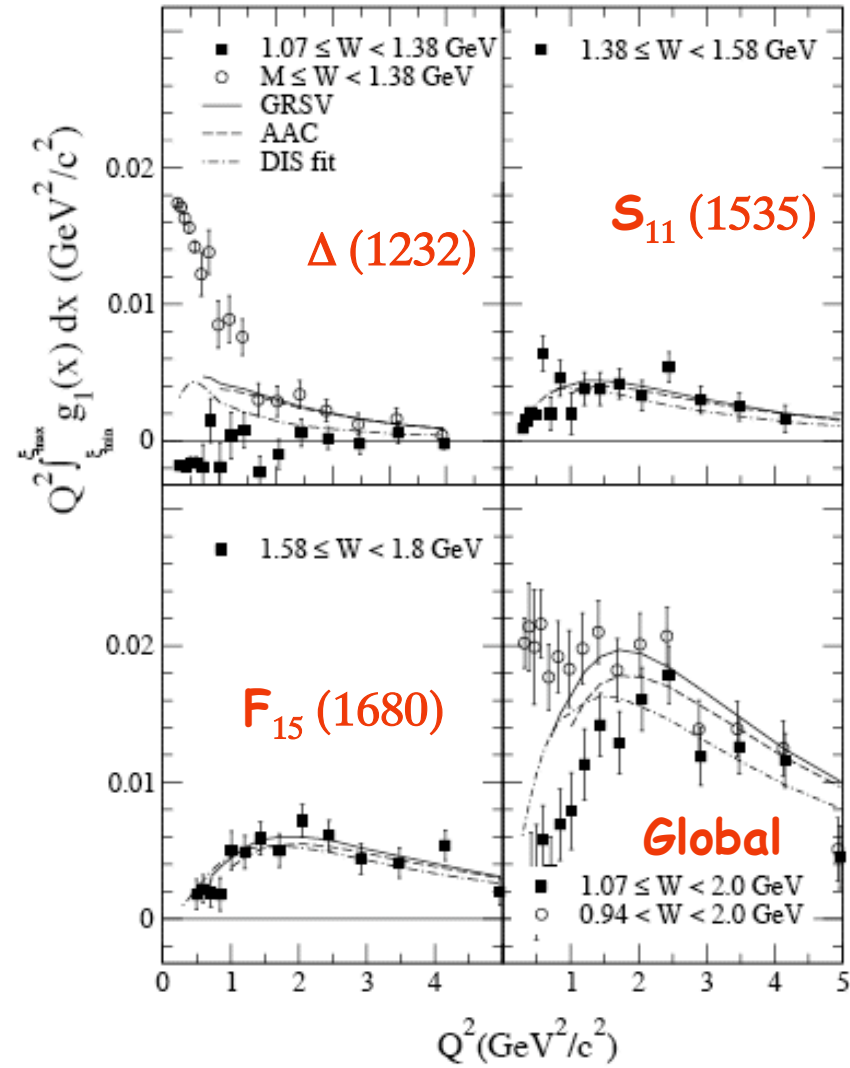 1.07 ≤ W < 1.38 GeV
M ≤ W < 1.38 GeV
GRSV
AAC
DIS fit
Δ (1232)
1.38 ≤ W < 1.58 GeV
S₁₁ (1535)
Q² ∫ξmin ξmax g₁(x) dx (GeV²/c²)
0.02
0.01
0
1.58 ≤ W < 1.8 GeV
F₁₅ (1680)
0.02
0.01
0
Global
1.07 ≤ W < 2.0 GeV
0.94 < W < 2.0 GeV
0 1 2 3 4
1 2 3 4 5
Q²(GeV²/c²)